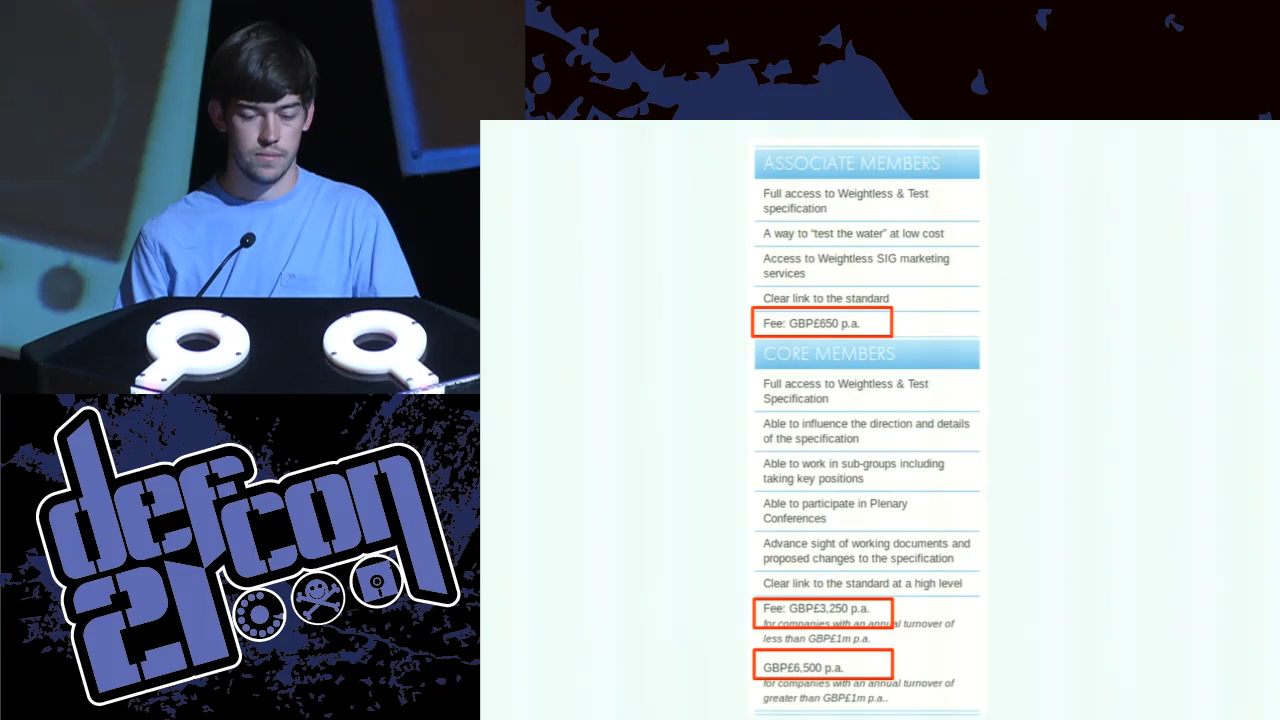 ASSOCIATE MEMBERS
Full access to Weightless & Test
specification
A way to “test the water” at low cost
Access to Weightless SIG marketing
services
Clear link to the standard
Fee: GBP£650 p.a.
CORE MEMBERS
Full access to Weightless & Test
Specification
Able to influence the direction and details
of the specification
Able to work in sub-groups including
taking key positions
Able to participate in Plenary
Conferences
Advance sight of working documents and
proposed changes to the specification
Clear link to the standard at a high level
Fee: GBP£3,250 p.a.
for companies with an annual turnover of
less than GBP£1m p.a.
GBP£6,500 p.a.
for companies with an annual turnover of
greater than GBP£1m p.a..
defcon
21